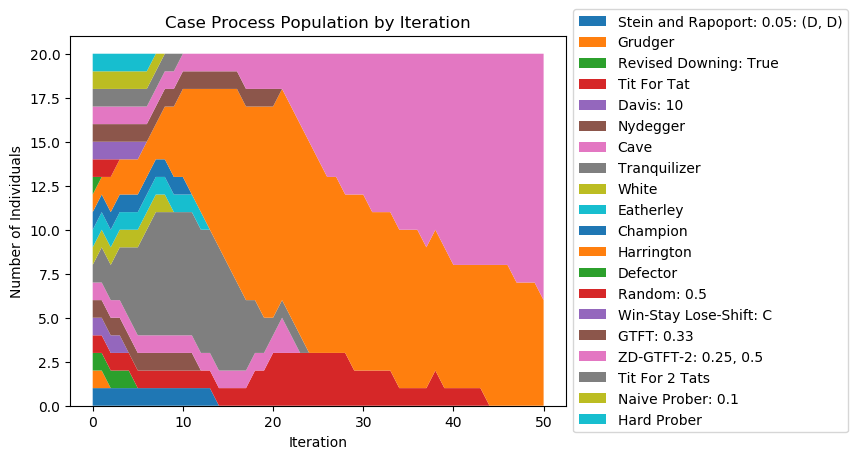 Case Process Population by Iteration
Number of Individuals
20.0
17.5
15.0
12.5
10.0
7.5
5.0
2.5
0.0
0
10
20
30
40
50
Iteration
Stein and Rapoport: 0.05: (D, D)
Grudger
Revised Downing: True
Tit For Tat
Davis: 10
Nydegger
Cave
Tranquilizer
White
Eatherley
Champion
Harrington
Defector
Random: 0.5
Win-Stay Lose-Shift: C
GTFT: 0.33
ZD-GTFT-2: 0.25, 0.5
Tit For 2 Tats
Naive Prober: 0.1
Hard Prober